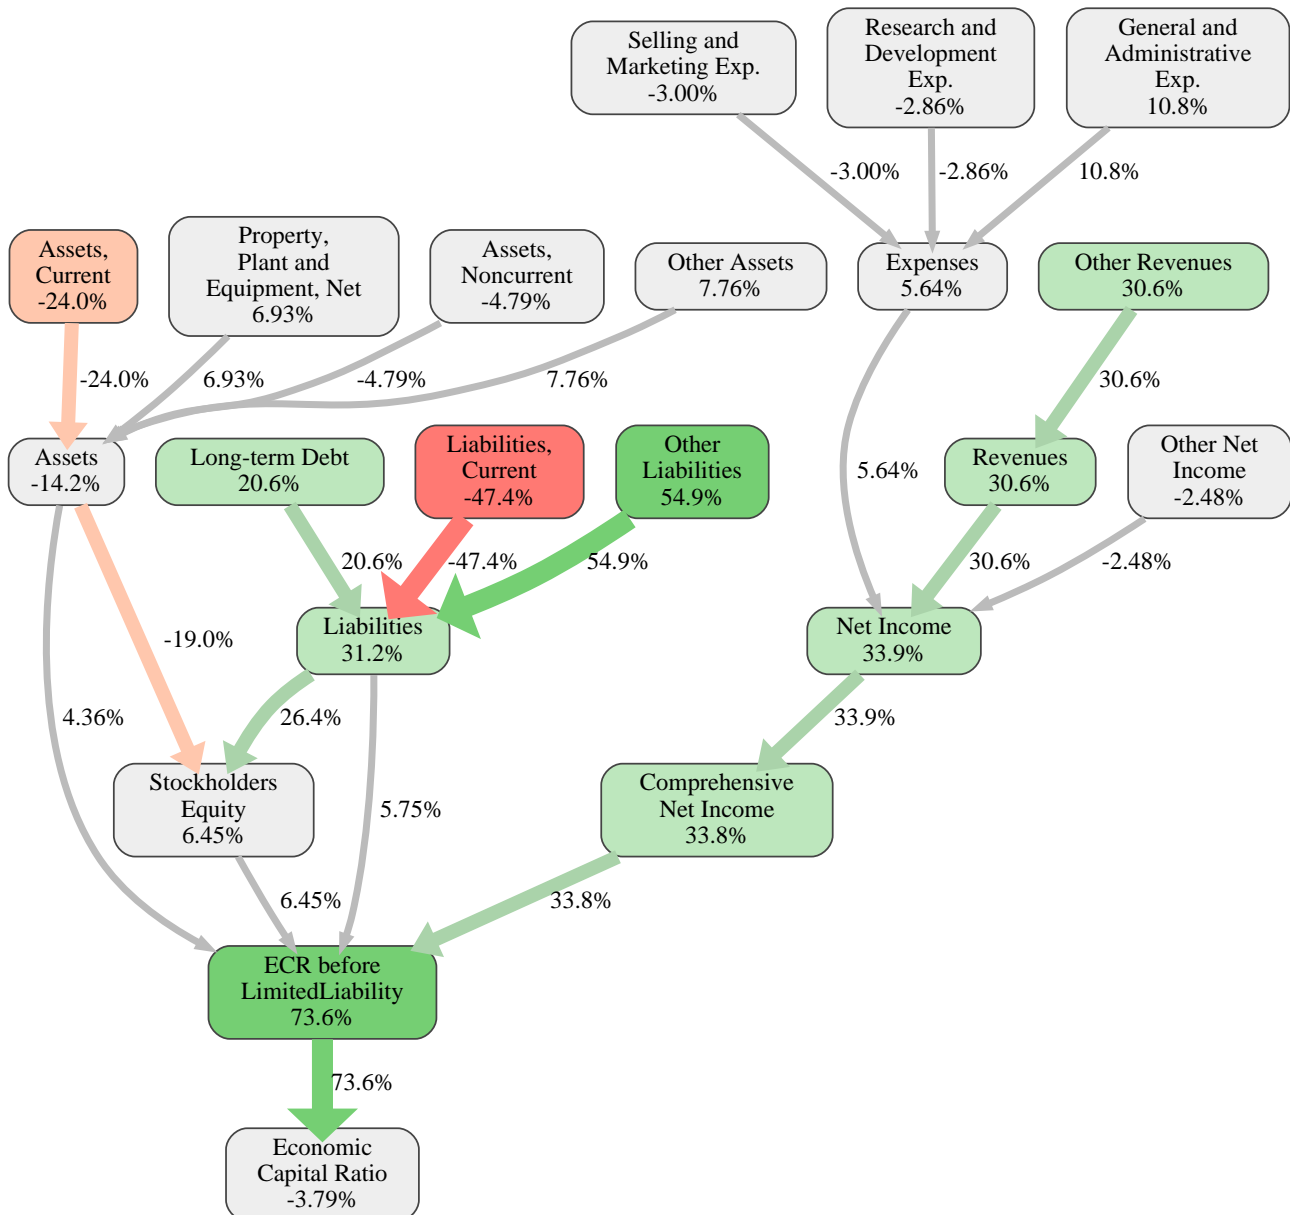 Selling and
Marketing Exp.
-3.00%
Research and
Development
Exp.
-2.86%
General and
Administrative
Exp.
10.8%
-3.00%
-2.86%
10.8%
Assets,
Current
-24.0%
Property,
Plant and
Equipment, Net
6.93%
Assets,
Noncurrent
-4.79%
Other Assets
7.76%
Expenses
5.64%
Other Revenues
30.6%
-24.0%
6.93%
-4.79%
7.76%
30.6%
Assets
-14.2%
Long-term Debt
20.6%
Liabilities,
Current
-47.4%
Other
Liabilities
54.9%
5.64%
Revenues
30.6%
Other Net
Income
-2.48%
20.6%
-47.4%
54.9%
30.6%
-2.48%
-19.0%
Liabilities
31.2%
Net Income
33.9%
4.36%
26.4%
33.9%
Stockholders
Equity
6.45%
5.75%
Comprehensive
Net Income
33.8%
6.45%
33.8%
ECR before
LimitedLiability
73.6%
73.6%
Economic
Capital Ratio
-3.79%